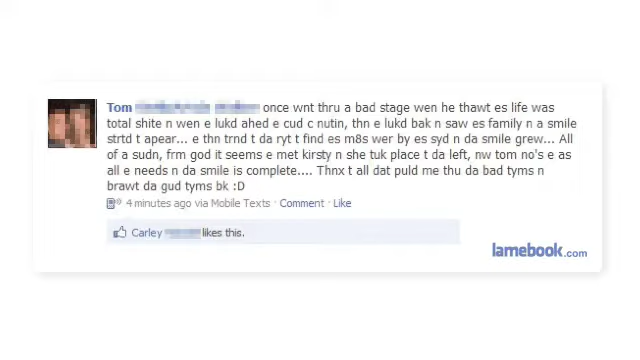 Tom once wnt thru a bad stage wen he thawt es life was
total shite n wen e lukd ahed e cud c nutin, thn e lukd bak n saw es family n a smile
strtd t apear... e thn trnd t da ryt t find es m8s wer by es syd n da smile grew... All
of a sudn, frm god it seems e met kirsty n she tuk place t da left, nw tom no's e as
all e needs n da smile is complete.... Thnx t all dat puld me thu da bad tyms n
brawt da gud tyms bk :D
4 minutes ago via Mobile Texts · Comment · Like
Carley likes this.
lamebook.com